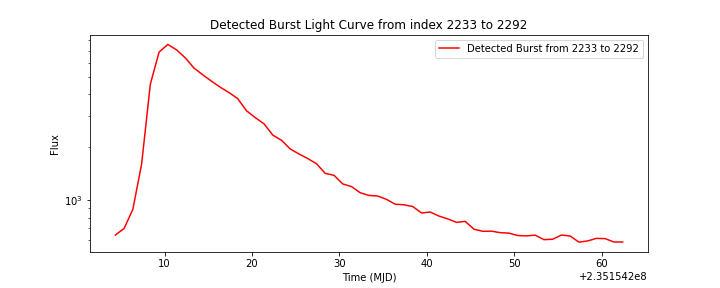 Detected Burst Light Curve from index 2233 to 2292
Detected Burst from 2233 to 2292
Flux
10³
10 20 30 40 50 60
Time (MJD)
+2.351542e8